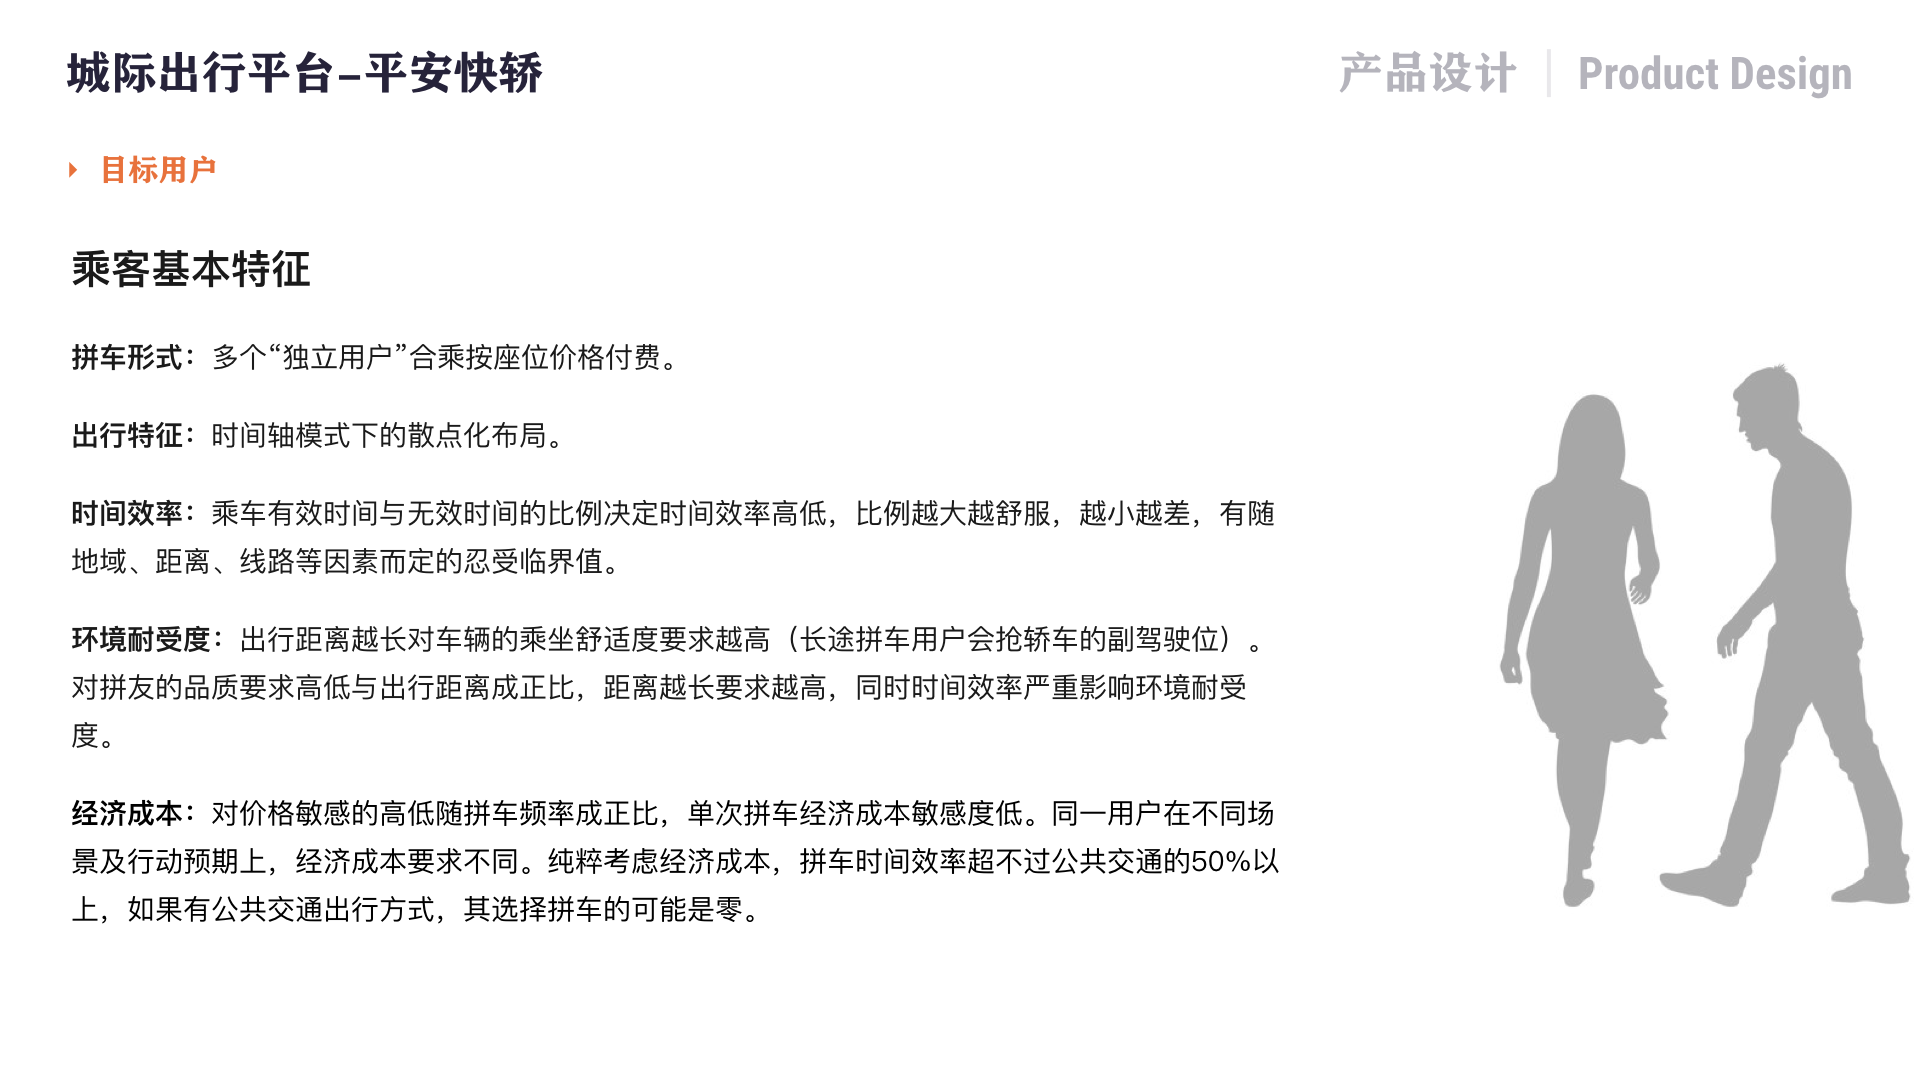 城际出行平台–平安快轿
产品设计 | Product Design
目标用户
乘客基本特征
拼车形式：多个“独立用户”合乘按座位价格付费。
出行特征：时间轴模式下的散点化布局。
时间效率：乘车有效时间与无效时间的比例决定时间效率高低，比例越大越舒服，越小越差，有随
地域、距离、线路等因素而定的忍受临界值。
环境耐受度：出行距离越长对车辆的乘坐舒适度要求越高（长途拼车用户会抢轿车的副驾驶位）。
对拼友的品质要求高低与出行距离成正比，距离越长要求越高，同时时间效率严重影响环境耐受
度。
经济成本：对价格敏感的高低随拼车频率成正比，单次拼车经济成本敏感度低。同一用户在不同场
景及行动预期上，经济成本要求不同。纯粹考虑经济成本，拼车时间效率超不过公共交通的50%以
上，如果有公共交通出行方式，其选择拼车的可能是零。